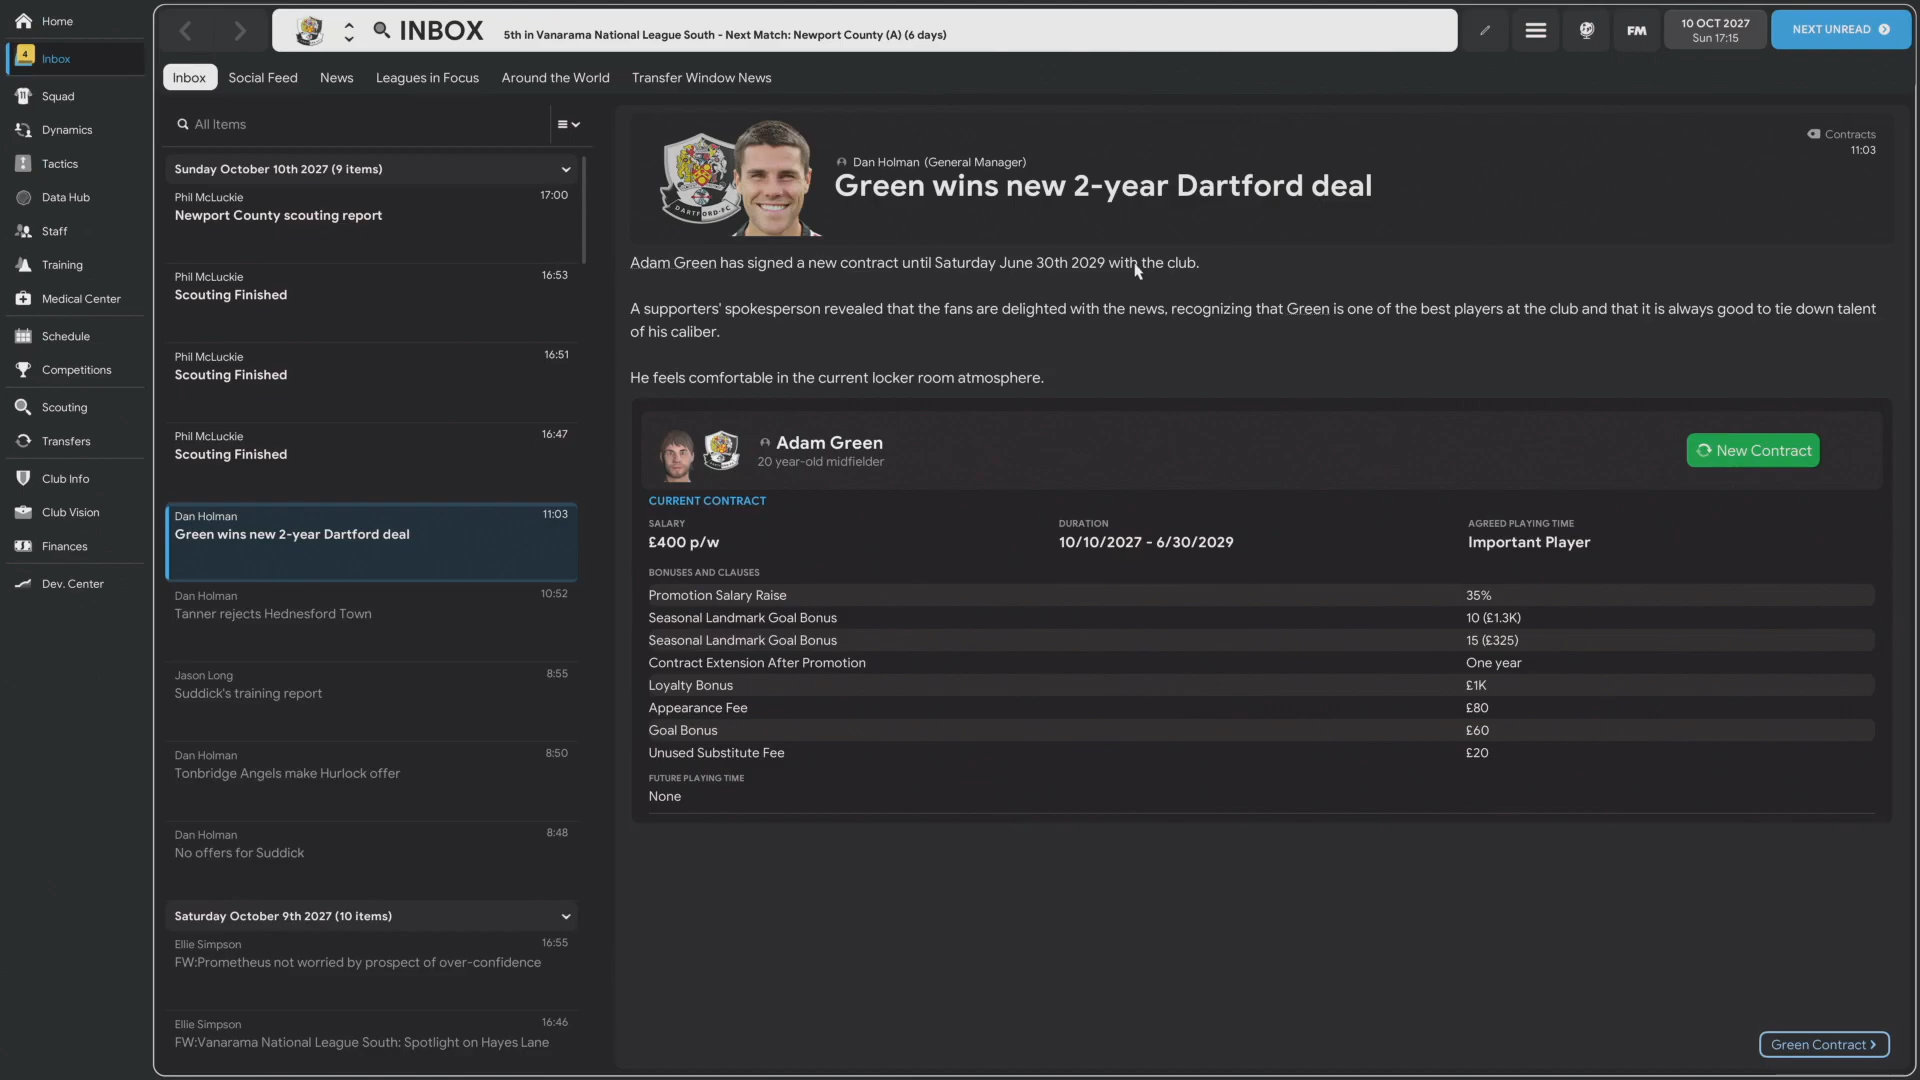 Home
4
Inbox
Squad
Dynamics
Tactics
Data Hub
Staff
Training
Medical Center
Schedule
Competitions
Scouting
Transfers
Club Info
Club Vision
Finances
Dev. Center
INBOX
5th in Vanarama National League South - Next Match: Newport County (A) (6 days)
FM
10 OCT 2027
Sun 17:15
NEXT UNREAD
Inbox
Social Feed
News
Leagues in Focus
Around the World
Transfer Window News
All Items
Sunday October 10th 2027 (9 items)
Phil McLuckie
17:00
Newport County scouting report
Phil McLuckie
16:53
Scouting Finished
Phil McLuckie
16:51
Scouting Finished
Phil McLuckie
16:47
Scouting Finished
Dan Holman
11:03
Green wins new 2-year Dartford deal
Dan Holman
10:52
Tanner rejects Hednesford Town
Jason Long
8:55
Suddick's training report
Dan Holman
8:50
Tonbridge Angels make Hurlock offer
Dan Holman
8:48
No offers for Suddick
Saturday October 9th 2027 (10 items)
Ellie Simpson
16:55
FW:Prometheus not worried by prospect of over-confidence
Ellie Simpson
16:46
FW:Vanarama National League South: Spotlight on Hayes Lane
DARTFORD FC
Dan Holman (General Manager)
Green wins new 2-year Dartford deal
Contracts
11:03
Adam Green has signed a new contract until Saturday June 30th 2029 with the club.
A supporters' spokesperson revealed that the fans are delighted with the news, recognizing that Green is one of the best players at the club and that it is always good to tie down talent
of his caliber.
He feels comfortable in the current locker room atmosphere.
Adam Green
20 year-old midfielder
New Contract
CURRENT CONTRACT
SALARY
£400 p/w
DURATION
10/10/2027 - 6/30/2029
AGREED PLAYING TIME
Important Player
BONUSES AND CLAUSES
Promotion Salary Raise
35%
Seasonal Landmark Goal Bonus
10 (£1.3K)
Seasonal Landmark Goal Bonus
15 (£325)
Contract Extension After Promotion
One year
Loyalty Bonus
£1K
Appearance Fee
£80
Goal Bonus
£60
Unused Substitute Fee
£20
FUTURE PLAYING TIME
None
Green Contract